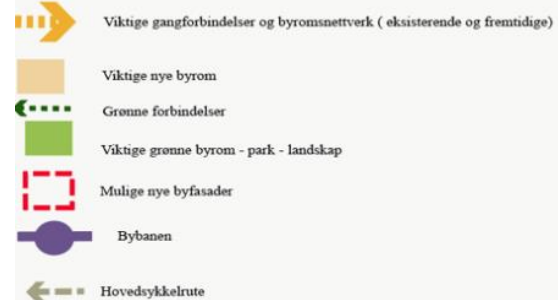 Viktige gangforbindelser og byromsnettverk ( eksisterende og fremtidige)
Viktige nye byrom
Grønne forbindelser
Viktige grønne byrom - park - landskap
Mulige nye byfasader
Bybanen
Hovedsykkelrute